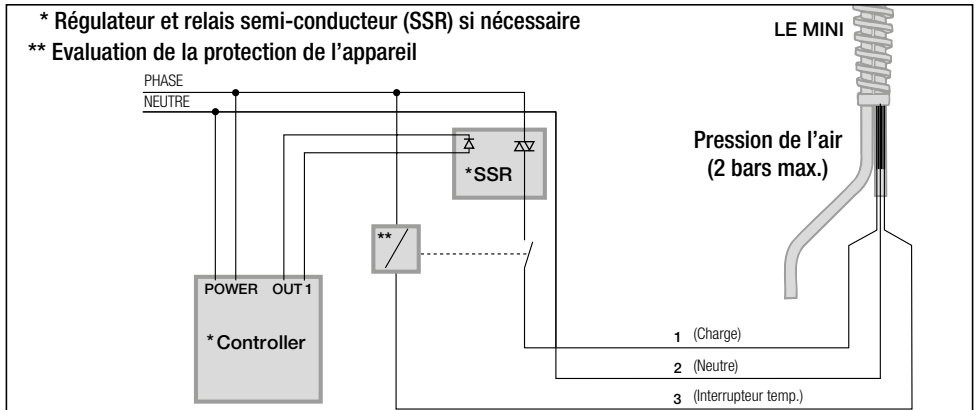 * Régulateur et relais semi-conducteur (SSR) si nécessaire
** Evaluation de la protection de l'appareil
LE MINI
PHASE
NEUTRE
Pression de l'air
(2 bars max.)
*SSR
**
POWER OUT 1
*Controller
1 (Charge)
2 (Neutre)
3 (Interrupteur temp.)